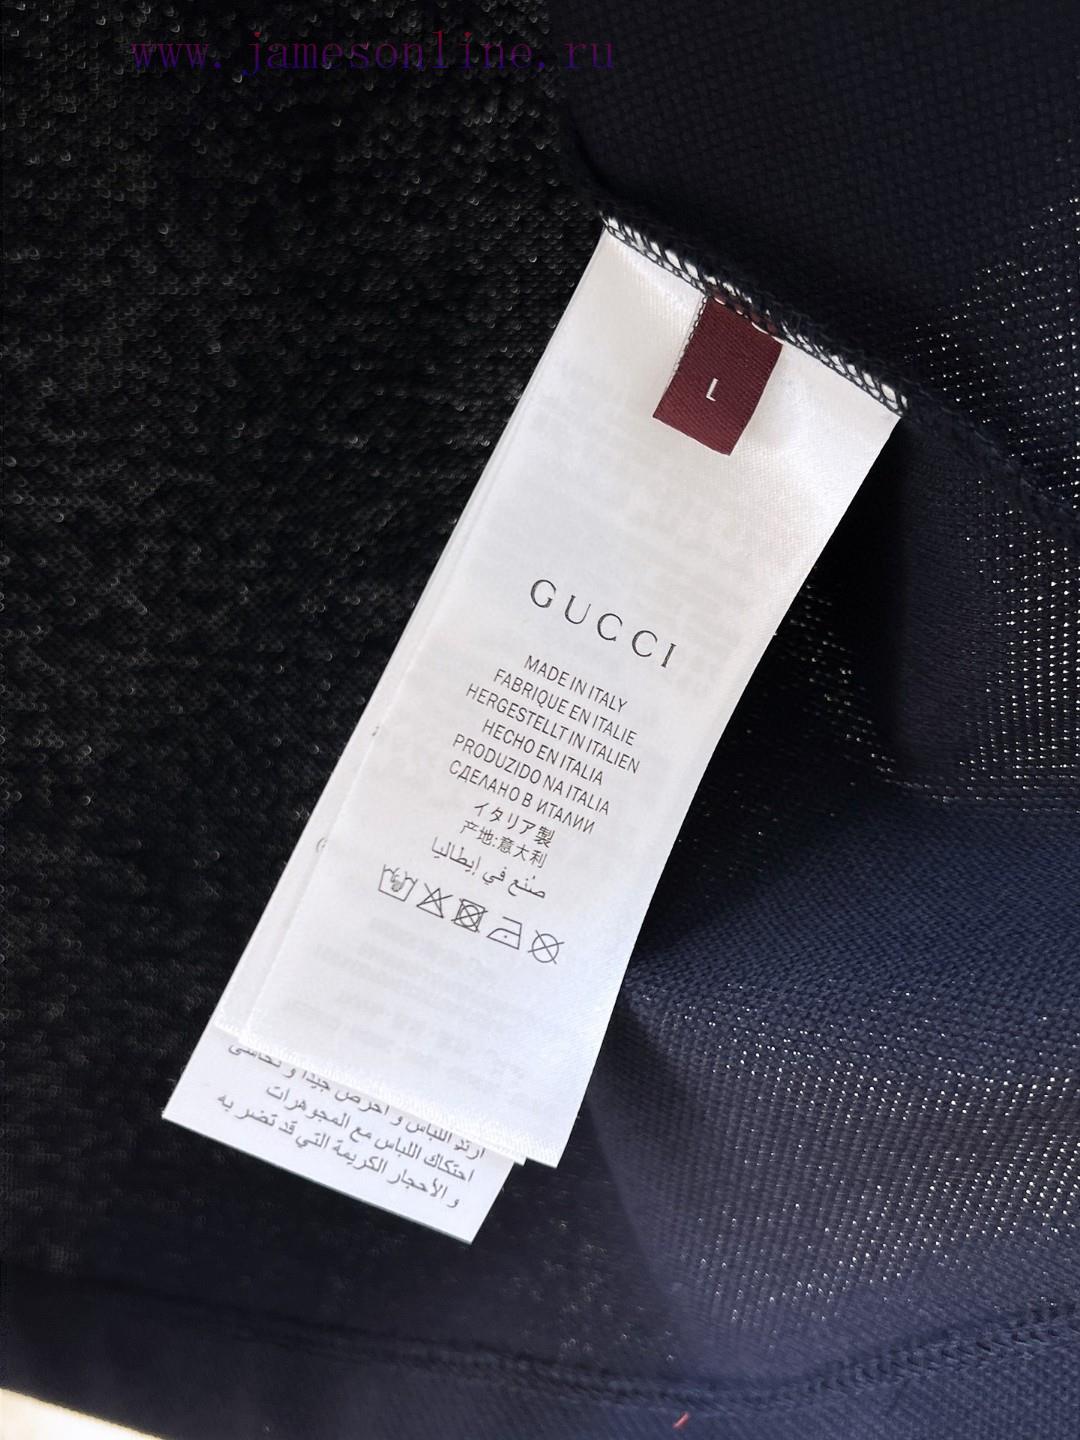 www.jamesonline.ru
L
GUCCI
MADE IN ITALY
FABRIQUE EN ITALIE
HERGESTELLT IN ITALIEN
HECHO EN ITALIA
PRODUZIDO NA ITALIA
СДЕЛАНО В ИТАЛИИ
イタリア製
产地:意大利
صنع في إيطاليا
ارتدِ اللباس و احرص جيدا و تحاشى
احتكاك اللباس مع المجوهرات
و الأحجار الكريمة التي قد تضر به